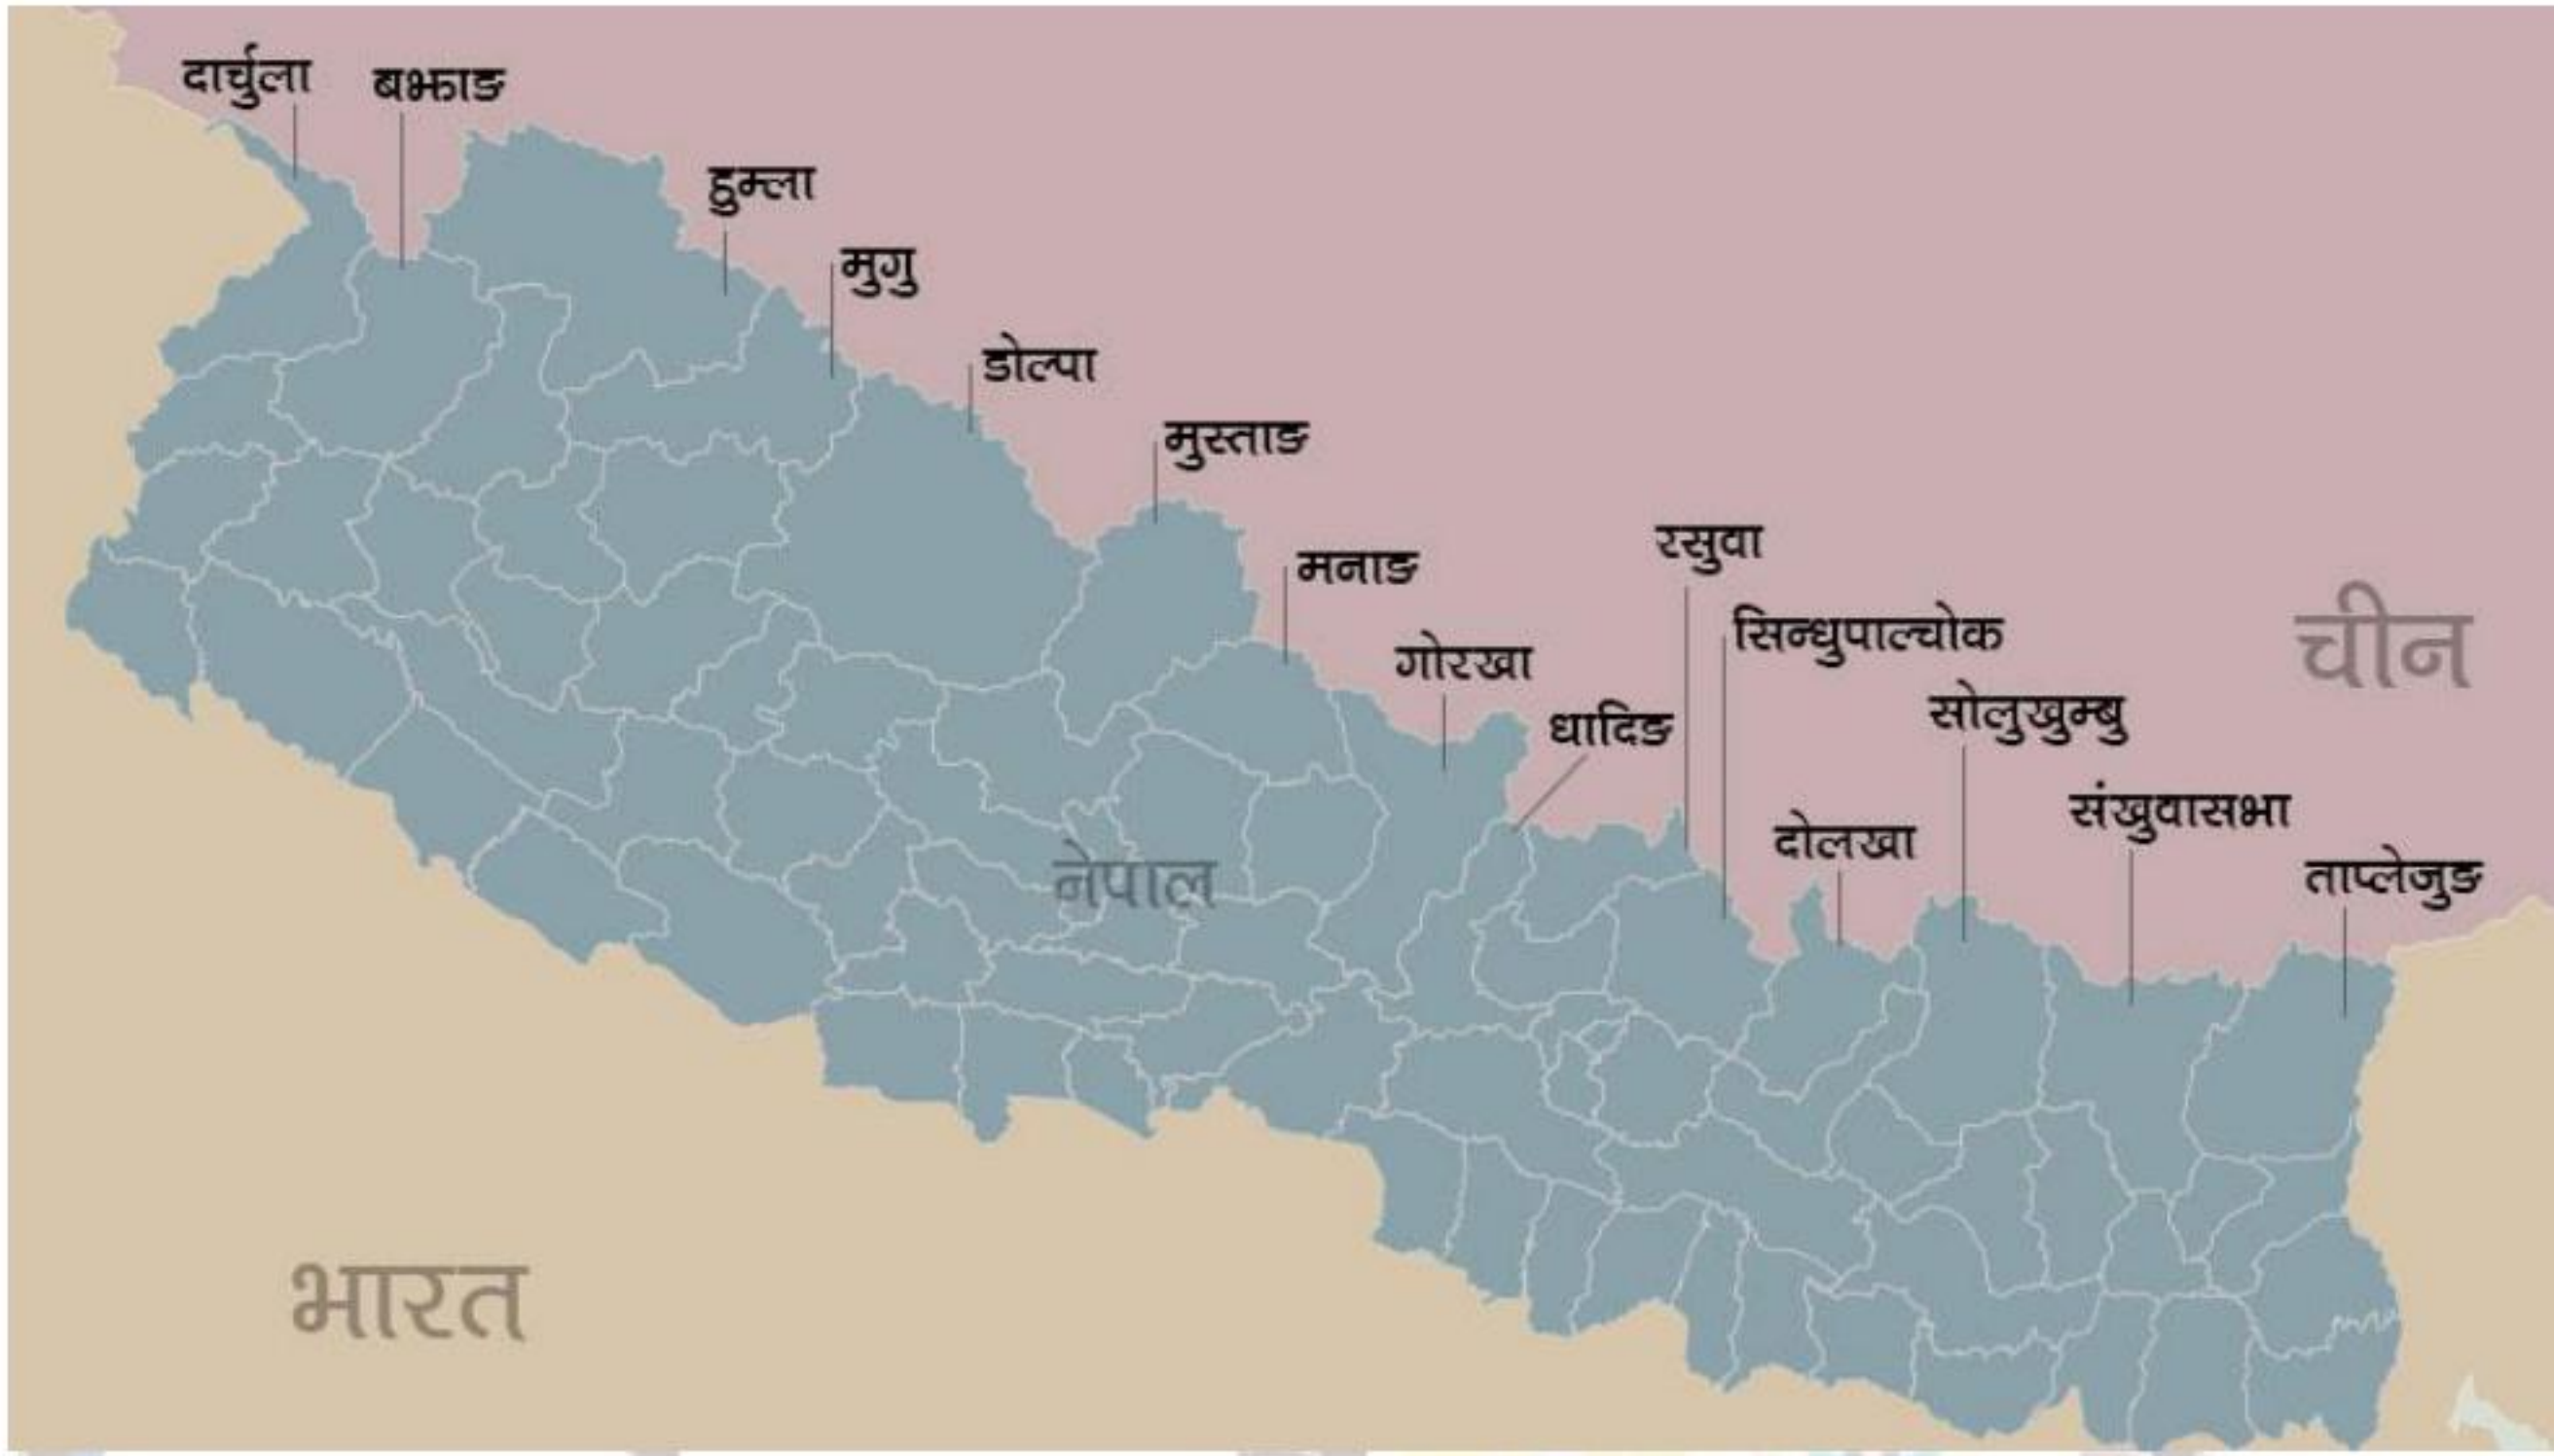 दार्चुला
बझाङ
हुम्ला
मुगु
डोल्पा
मुस्ताङ
मनाङ
गोरखा
धादिङ
रसुवा
सिन्धुपाल्चोक
दोलखा
सोलुखुम्बु
संखुवासभा
ताप्लेजुङ
चीन
नेपाल
भारत